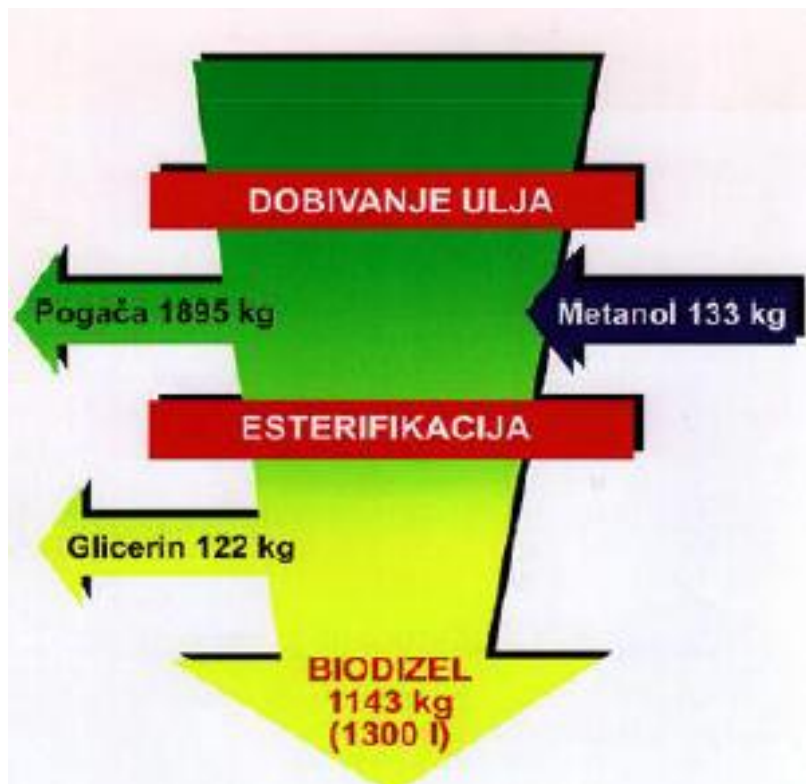 DOBIVANJE ULJA
Pogača 1895 kg
Metanol 133 kg
ESTERIFIKACIJA
Glicerin 122 kg
BIODIZEL
1143 kg
(1300 l)